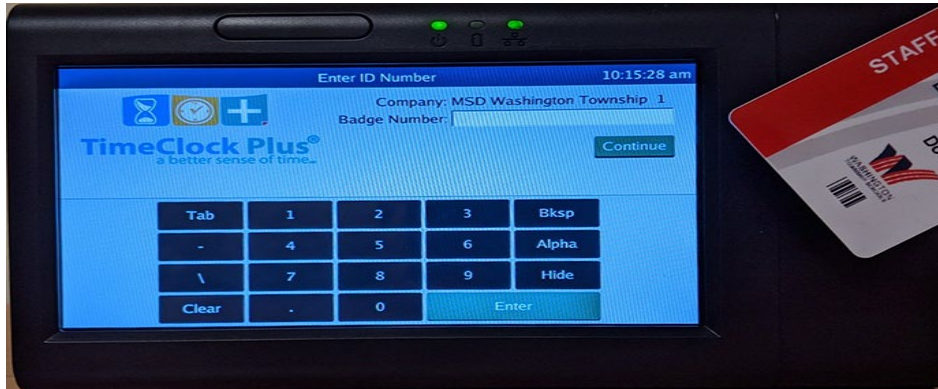 Enter ID Number 10:15:28 am
Company: MSD Washington Township 1
Badge Number:
TimeClock Plus®
a better sense of time
Continue
Tab 1 2 3 Bksp
- 4 5 6 Alpha
\ 7 8 9 Hide
Clear . 0 Enter
STAFF
WASHINGTON